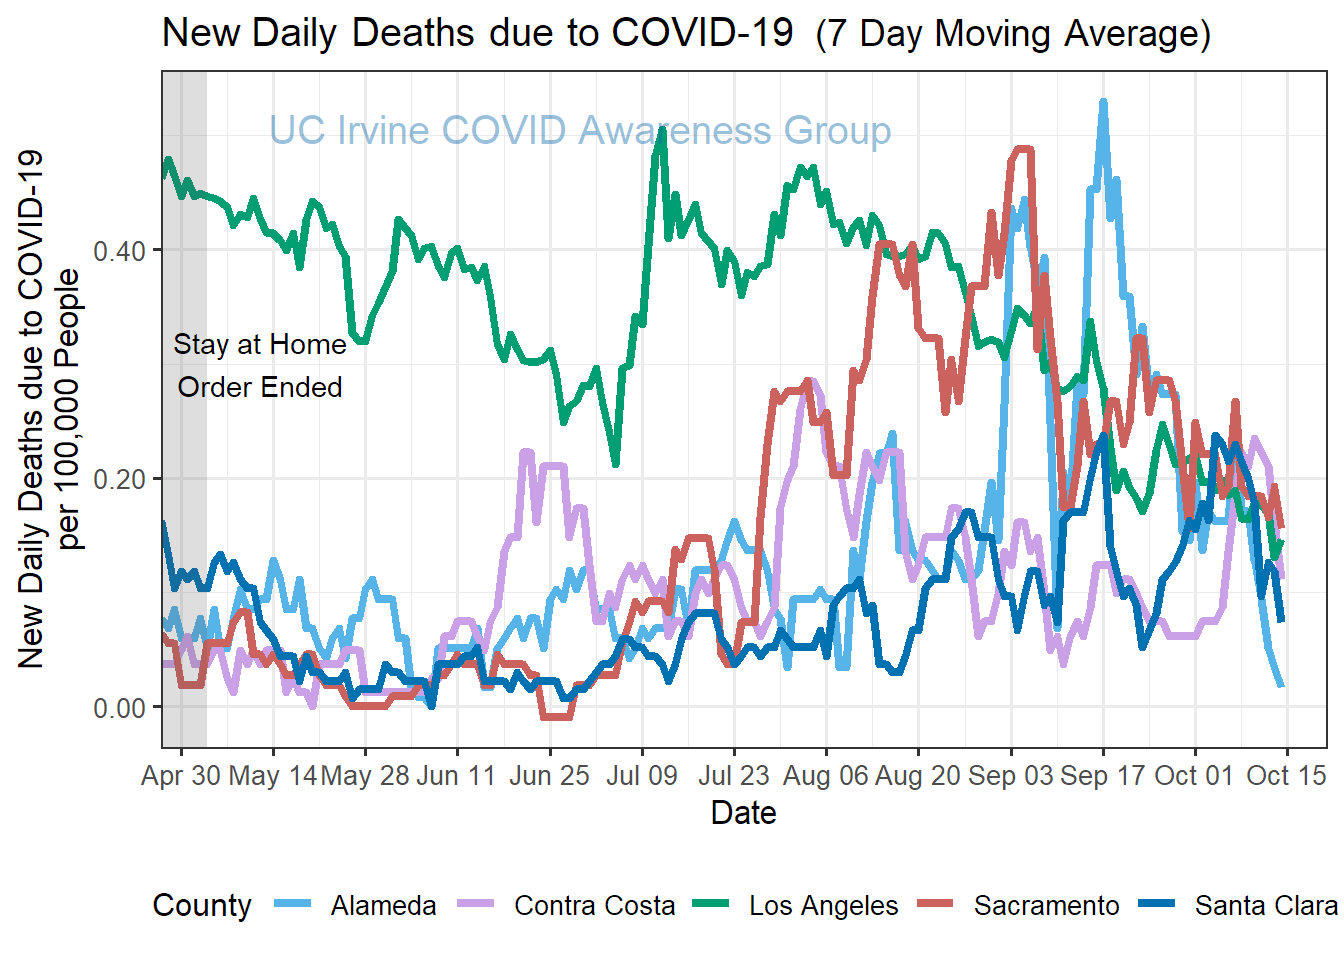 New Daily Deaths due to COVID-19 (7 Day Moving Average)
UC Irvine COVID Awareness Group
New Daily Deaths due to COVID-19
per 100,000 People
0.40
0.20
0.00
Stay at Home
Order Ended
Apr 30 May 14 May 28 Jun 11 Jun 25 Jul 09 Jul 23 Aug 06 Aug 20 Sep 03 Sep 17 Oct 01 Oct 15
Date
County Alameda Contra Costa Los Angeles Sacramento Santa Clara